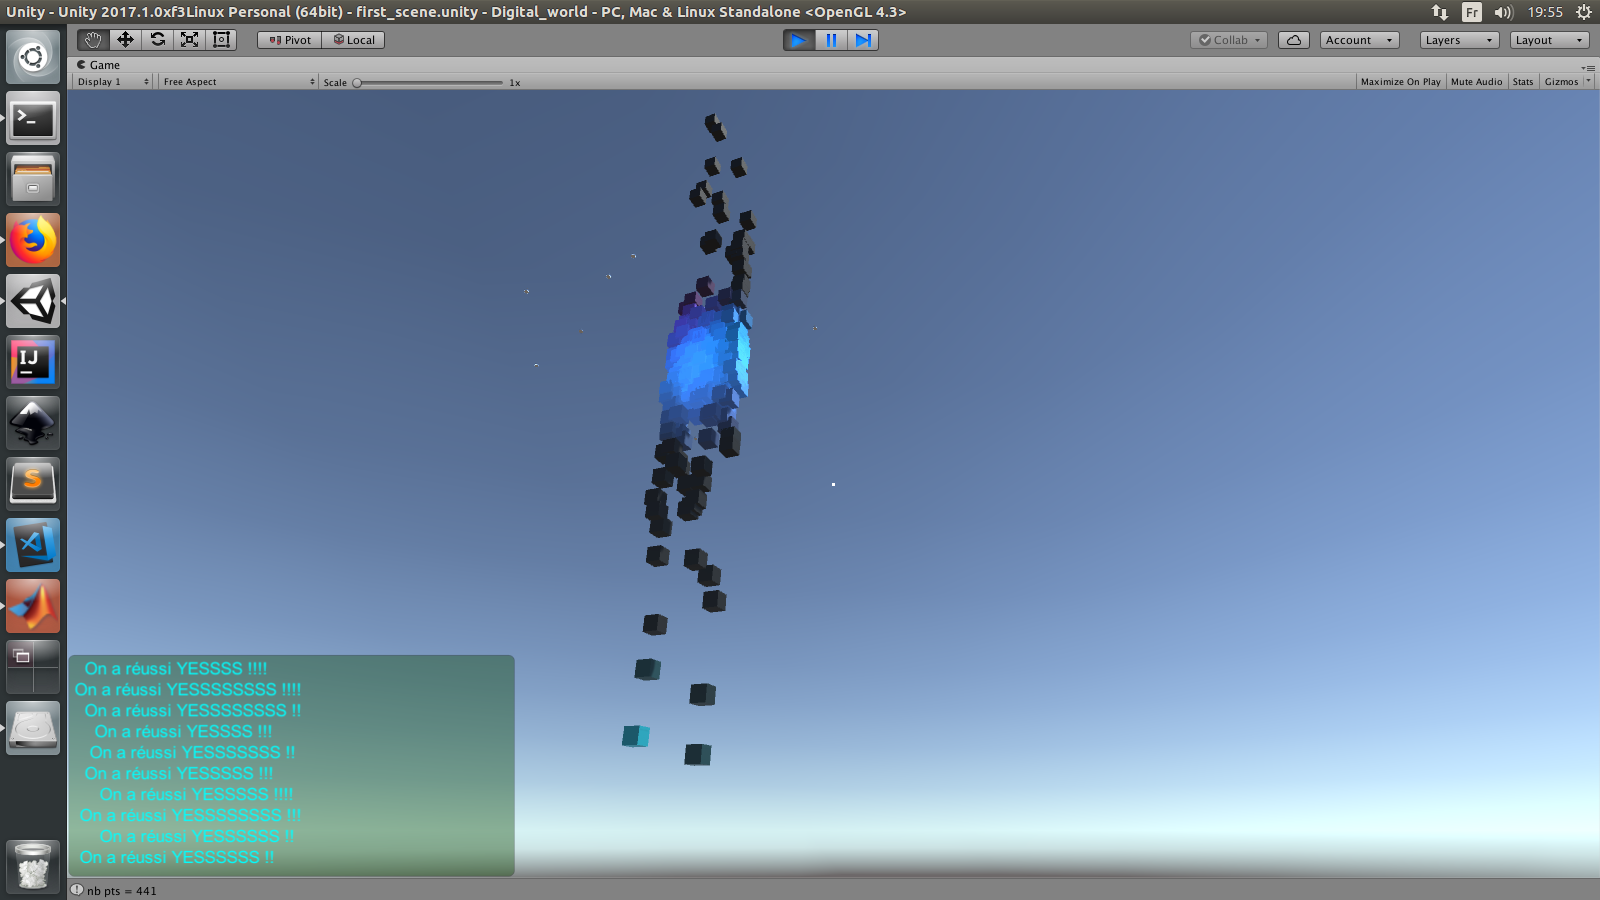 Unity - Unity 2017.1.0xf3Linux Personal (64bit) - first_scene.unity - Digital_world - PC, Mac & Linux Standalone <OpenGL 4.3>
Fr
19:55
Pivot
Local
Collab
Account
Layers
Layout
Game
Display 1
Free Aspect
Scale
1x
Maximize On Play
Mute Audio
Stats
Gizmos
>_
IJ
S
On a réussi YESSSS !!!!
On a réussi YESSSSSSSS !!!!
On a réussi YESSSSSSSS !!
On a réussi YESSSS !!!
On a réussi YESSSSSSS !!
On a réussi YESSSSS !!!
On a réussi YESSSSS !!!!
On a réussi YESSSSSSSS !!!
On a réussi YESSSSSS !!
On a réussi YESSSSSS !!
nb pts = 441